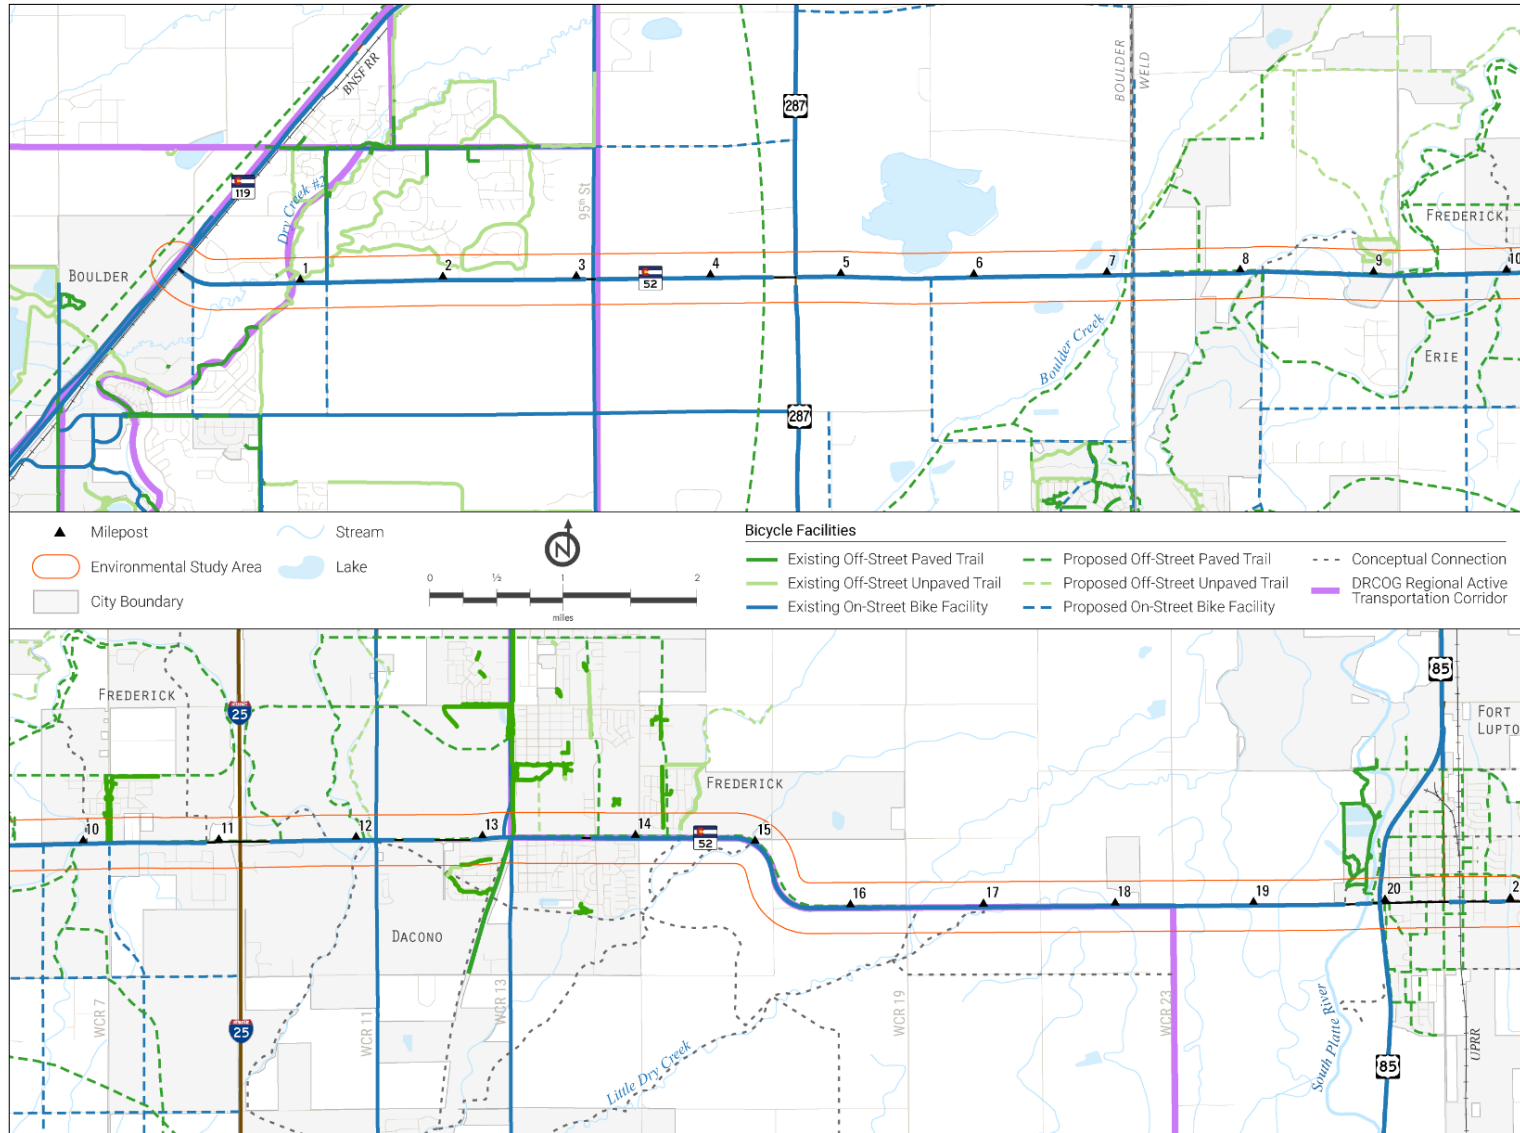 BNSF RR
BOULDER
WELD
287
119
Dry Creek #2
95th St
FREDERICK
BOULDER
1
2
3
52
4
5
6
7
8
9
10
Boulder Creek
ERIE
287
Milepost
Stream
Environmental Study Area
Lake
City Boundary
N
0
½
1
2
miles
Bicycle Facilities
Existing Off-Street Paved Trail
Existing Off-Street Unpaved Trail
Existing On-Street Bike Facility
Proposed Off-Street Paved Trail
Proposed Off-Street Unpaved Trail
Proposed On-Street Bike Facility
Conceptual Connection
DRCOG Regional Active
Transportation Corridor
FREDERICK
INTERSTATE
25
85
FORT
LUPTO
FREDERICK
10
11
12
13
14
52
15
16
17
18
19
20
2
DACONO
WCR 7
INTERSTATE
25
WCR 11
WCR 13
Little Dry Creek
WCR 19
WCR 23
South Platte River
85
UPRR